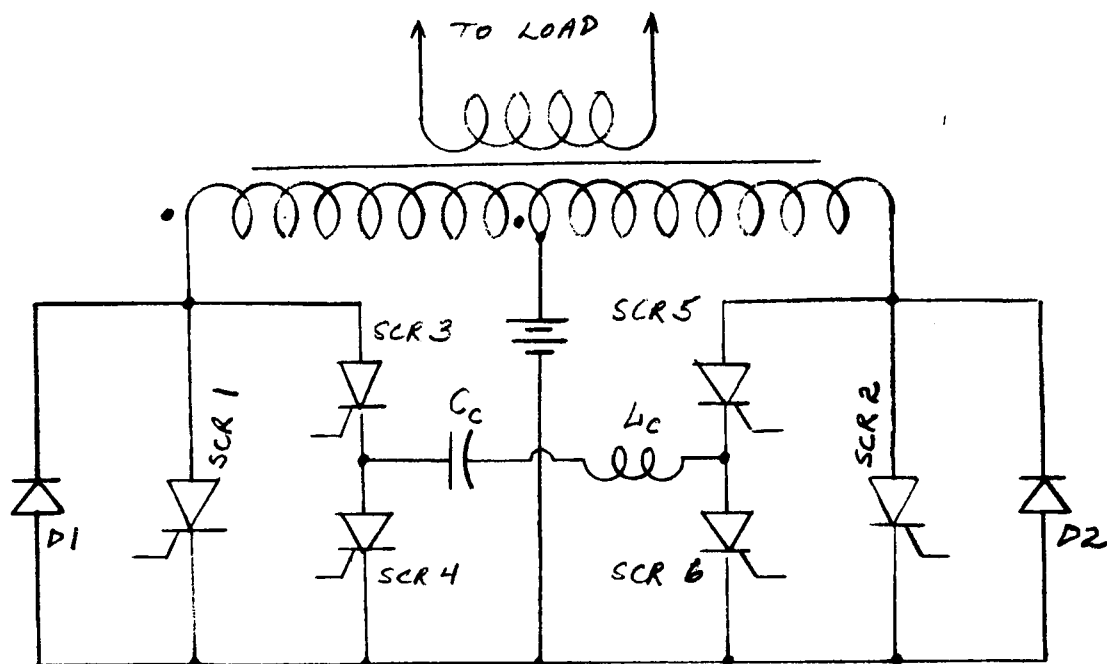 TO LOAD
SCR 3
SCR 5
SCR 1
Cc
Lc
SCR 2
D1
SCR 4
SCR 6
D2